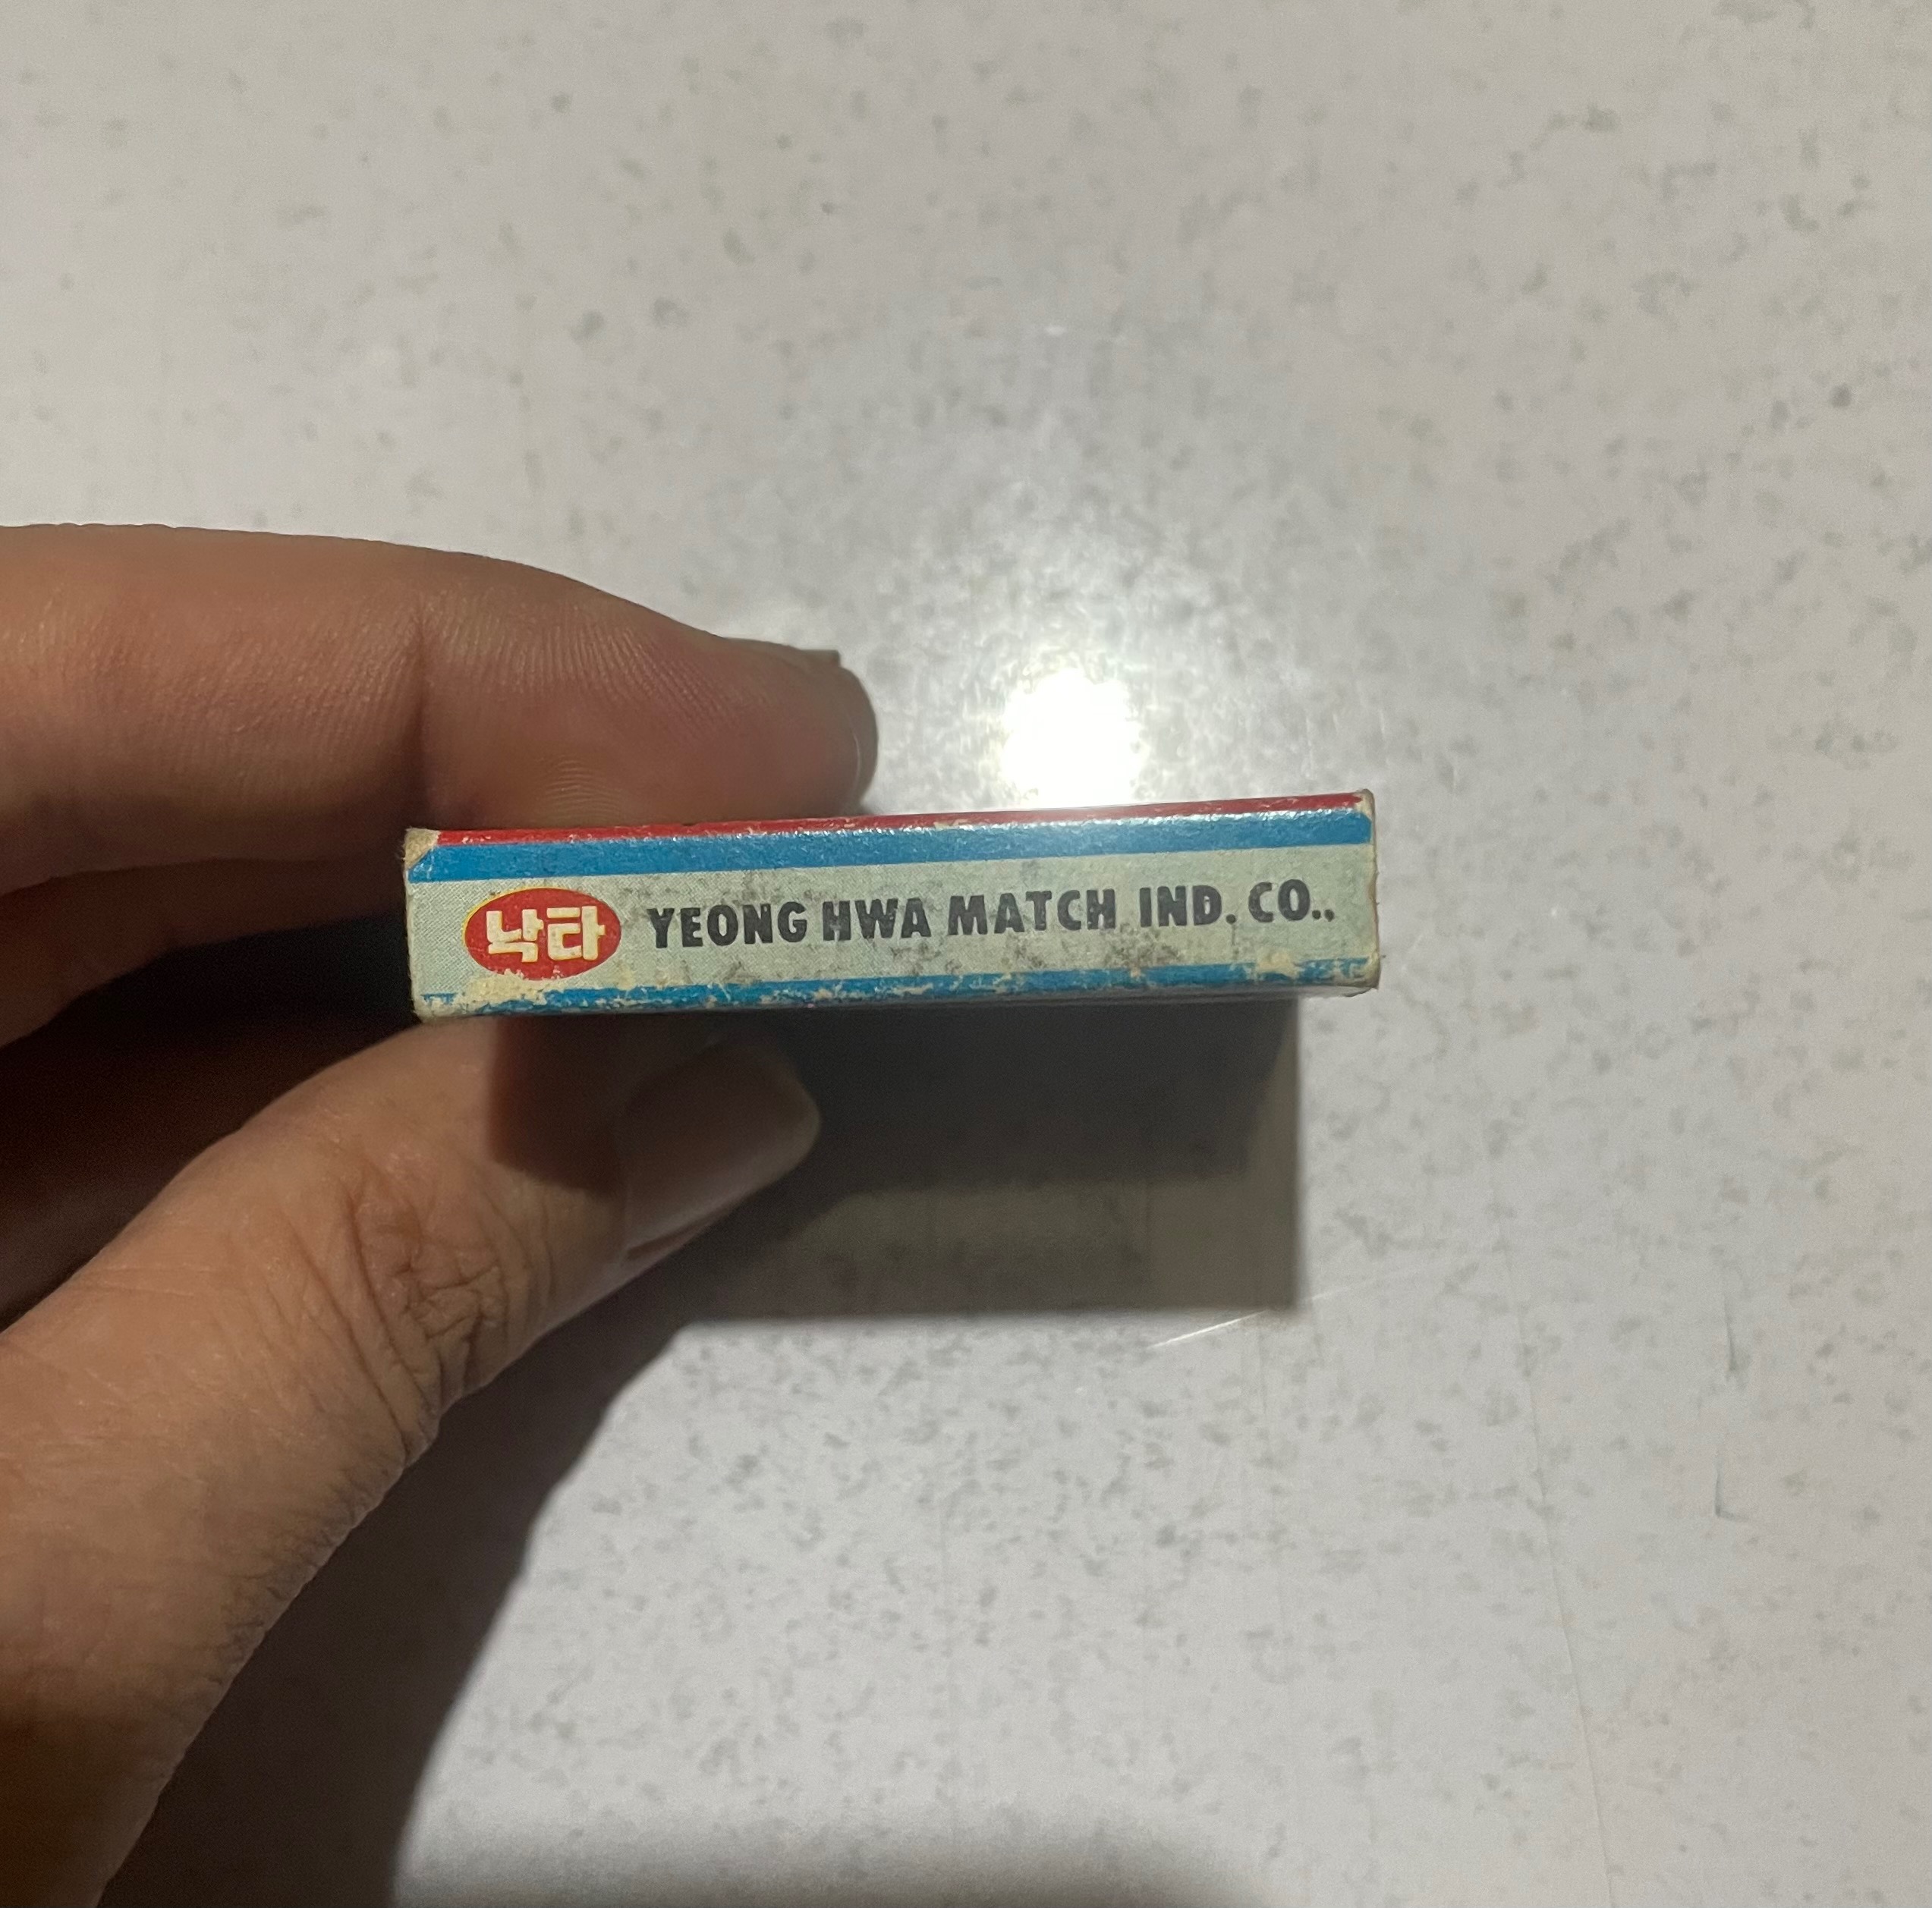 낙타 YEONG HWA MATCH IND. CO.,